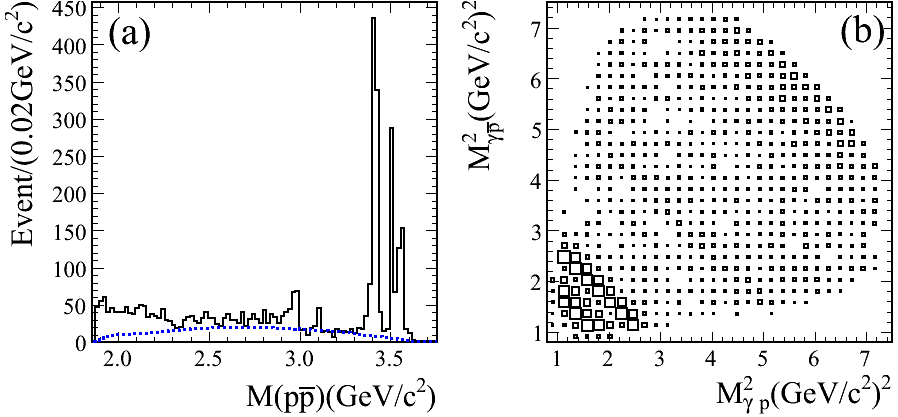 Event/(0.02GeV/c²)
450
400
350
300
250
200
150
100
50
0
(a)
2.0 2.5 3.0 3.5
M(pp̅)(GeV/c²)
M²γp̅(GeV/c²)²
7
6
5
4
3
2
1
(b)
1 2 3 4 5 6 7
M²γ p(GeV/c²)²